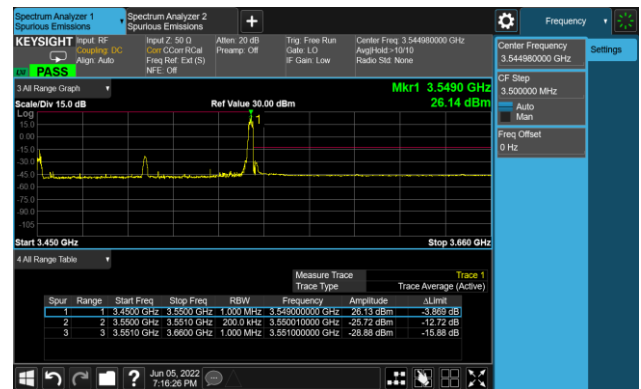 Spectrum Analyzer 1
Spurious Emissions
Spectrum Analyzer 2
Spurious Emissions
Frequency
KEYSIGHT
Input: RF
Coupling: DC
Align: Auto
Input Z: 50 Ω
Corr CCorr RCal
Freq Ref: Ext (S)
NFE: Off
Atten: 20 dB
Preamp: Off
Trig: Free Run
Gate: LO
IF Gain: Low
Center Freq: 3.544980000 GHz
Avg|Hold:>10/10
Radio Std: None
PASS
Center Frequency
3.544980000 GHz
Settings
CF Step
3.500000 MHz
Auto
Man
Freq Offset
0 Hz
3 All Range Graph
Mkr1 3.5490 GHz
Scale/Div 15.0 dB
Ref Value 30.00 dBm
26.14 dBm
Log
15.0
0.00
-15.0
-30.0
-45.0
-60.0
-75.0
-90.0
-105
1
Start 3.450 GHz
Stop 3.660 GHz
4 All Range Table
Measure Trace Trace 1
Trace Type Trace Average (Active)
Spur Range Start Freq Stop Freq RBW Frequency Amplitude ΔLimit
1 1 3.4500 GHz 3.5500 GHz 1.000 MHz 3.549000000 GHz 26.13 dBm -3.869 dB
2 2 3.5500 GHz 3.5510 GHz 200.0 kHz 3.550010000 GHz -25.72 dBm -12.72 dB
3 3 3.5510 GHz 3.6600 GHz 1.000 MHz 3.551000000 GHz -28.88 dBm -15.88 dB
Jun 05, 2022
7:16:26 PM